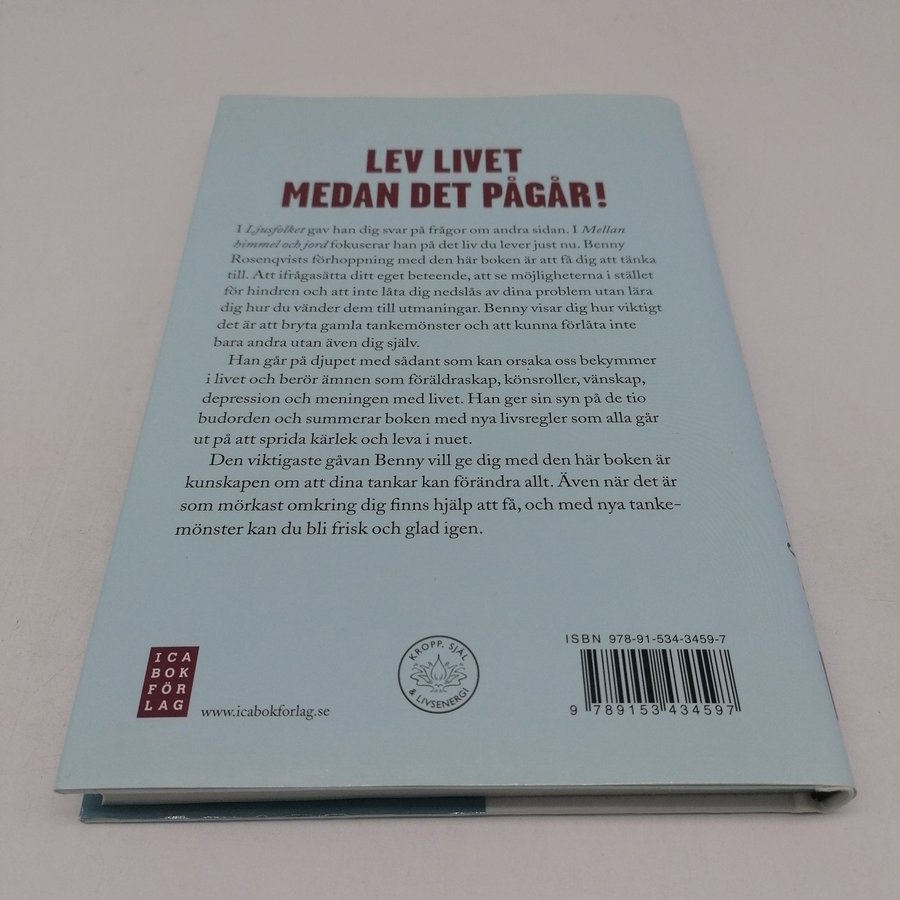 LEV LIVET
MEDAN DET PÅGÅR!
I Ljusfolket gav han dig svar på frågor om andra sidan. I Mellan
himmel och jord fokuserar han på det liv du lever just nu. Benny
Rosenqvists förhoppning med den här boken är att få dig att tänka
till. Att ifrågasätta ditt eget beteende, att se möjligheterna i stället
för hindren och att inte låta dig nedslås av dina problem utan lära
dig hur du vänder dem till utmaningar. Benny visar dig hur viktigt
det är att bryta gamla tankemönster och att kunna förlåta inte
bara andra utan även dig själv.
Han går på djupet med sådant som kan orsaka oss bekymmer
i livet och berör ämnen som föräldraskap, könsroller, vänskap,
depression och meningen med livet. Han ger sin syn på de tio
budorden och summerar boken med nya livsregler som alla går
ut på att sprida kärlek och leva i nuet.
Den viktigaste gåvan Benny vill ge dig med den här boken är
kunskapen om att dina tankar kan förändra allt. Även när det är
som mörkast omkring dig finns hjälp att få, och med nya tanke-
mönster kan du bli frisk och glad igen.
ICA
BOK
FÖR
LAG
www.icabokforlag.se
KROPP, SJÄL
& LIVSENERGI
ISBN 978-91-534-3459-7
9 789153 434597